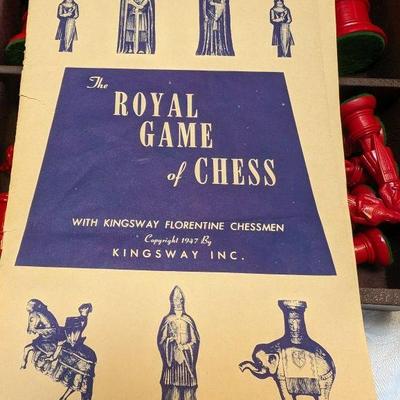 The
ROYAL
GAME
of CHESS
WITH KINGSWAY FLORENTINE CHESSMEN
Copyright 1947 By
KINGSWAY INC.